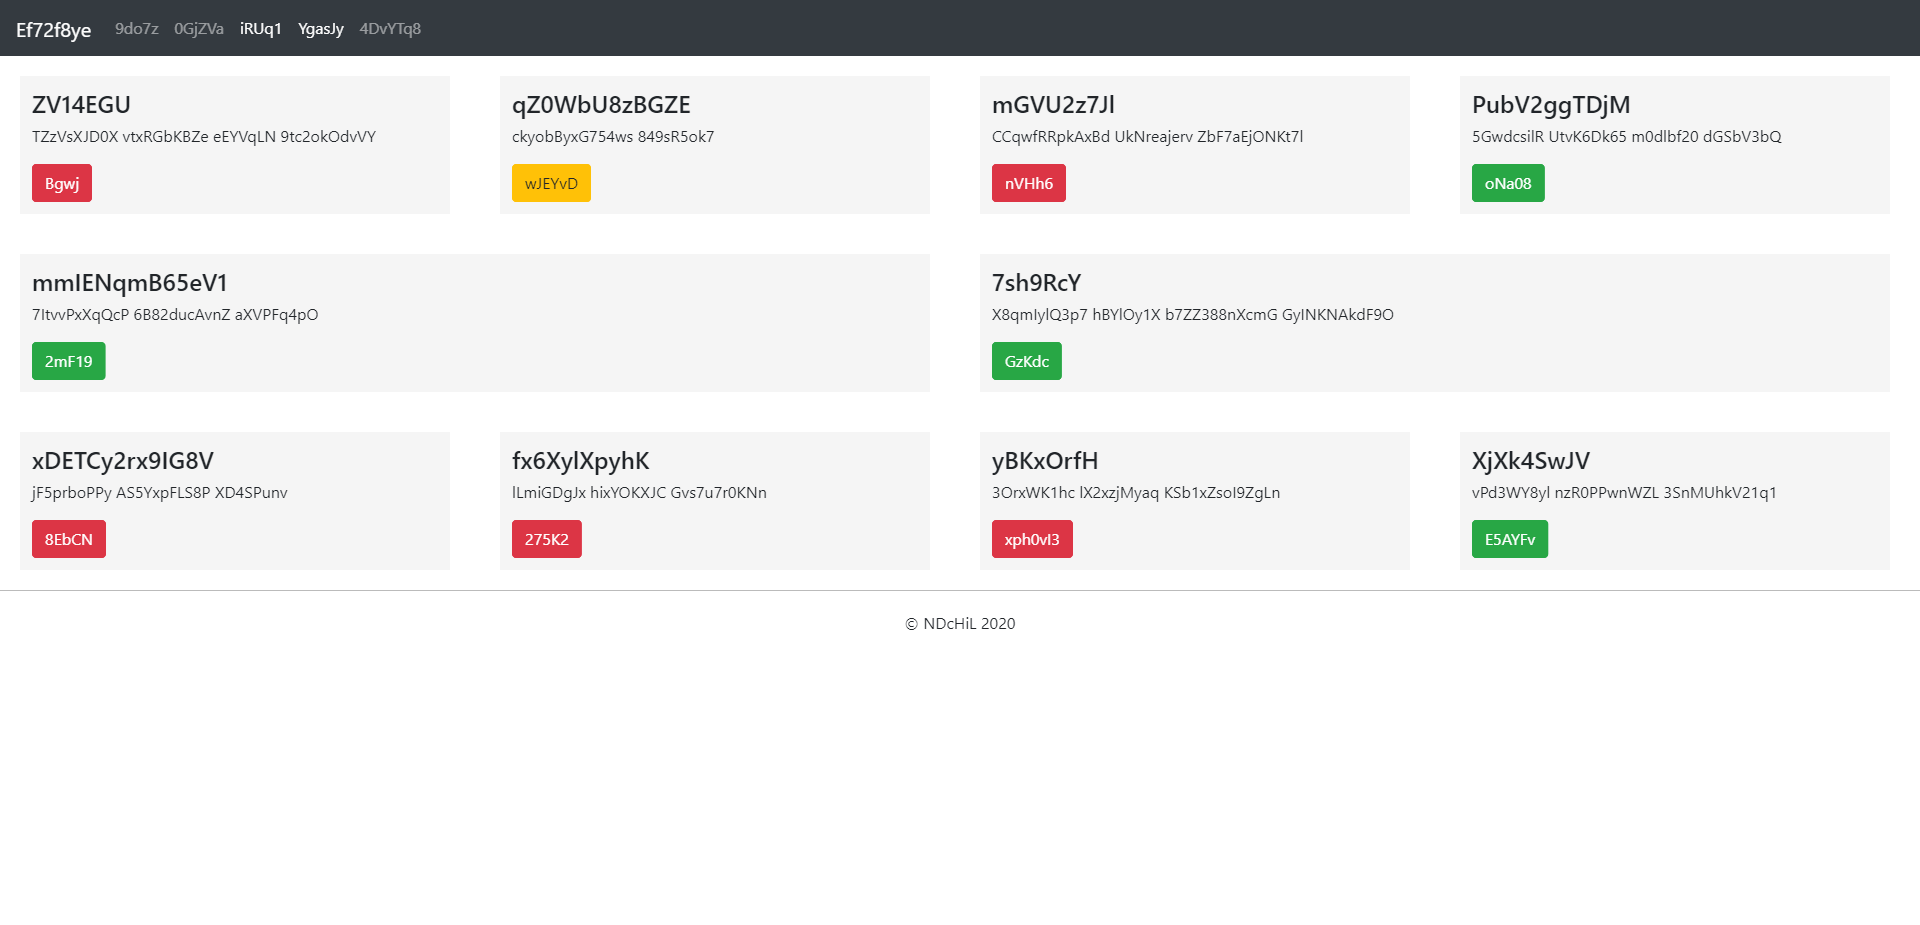 Ef72f8ye 9do7z 0GjZVa iRUq1 YgasJy 4DvYTq8
ZV14EGU
TZzVsXJD0X vtxRGbKBZe eEYVqLN 9tc2okOdvVY
Bgwj
qZ0WbU8zBGZE
ckyobByxG754ws 849sR5ok7
wJEYvD
mGVU2z7Jl
CCqwfRRpkAxBd UkNreajerv ZbF7aEjONKt7l
nVHh6
PubV2ggTDjM
5GwdcsilR UtvK6Dk65 m0dlbf20 dGSbV3bQ
oNa08
mmIENqmB65eV1
7ItvvPxXqQcP 6B82ducAvnZ aXVPFq4pO
2mF19
7sh9RcY
X8qmIylQ3p7 hBYlOy1X b7ZZ388nXcmG GyINKNAkdF9O
GzKdc
xDETCy2rx9IG8V
jF5prboPPy AS5YxpFLS8P XD4SPunv
8EbCN
fx6XylXpyhK
lLmiGDgJx hixYOKXJC Gvs7u7r0KNn
275K2
yBKxOrfH
3OrxWK1hc lX2xzjMyaq KSb1xZsoI9ZgLn
xph0vI3
XjXk4SwJV
vPd3WY8yl nzR0PPwnWZL 3SnMUhkV21q1
E5AYFv
© NDcHiL 2020